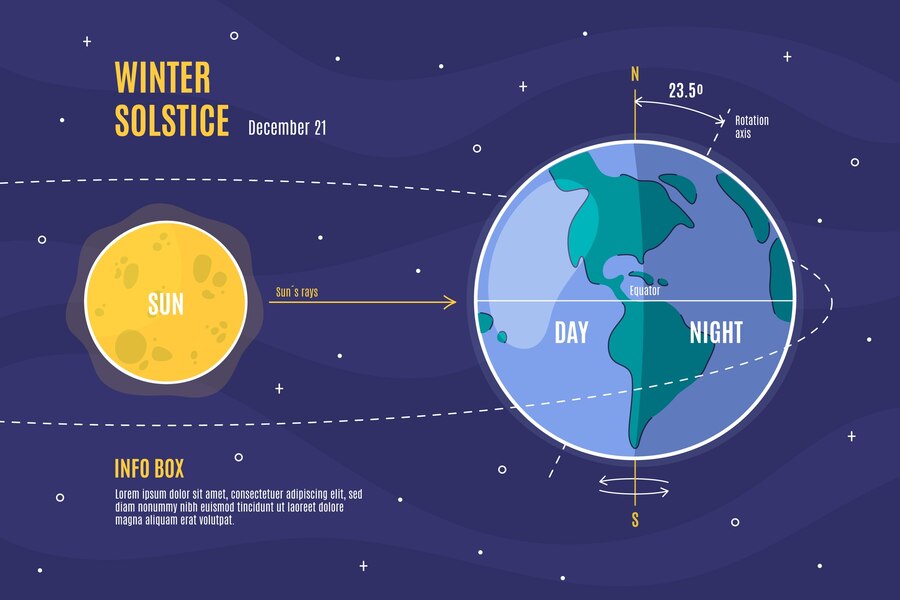 WINTER
SOLSTICE December 21
N
23.5º
Rotation
axis
Sun´s rays
SUN
Equator
DAY
NIGHT
INFO BOX
Lorem ipsum dolor sit amet, consectetuer adipiscing elit, sed
diam nonummy nibh euismod tincidunt ut laoreet dolore
magna aliquam erat volutpat.
S